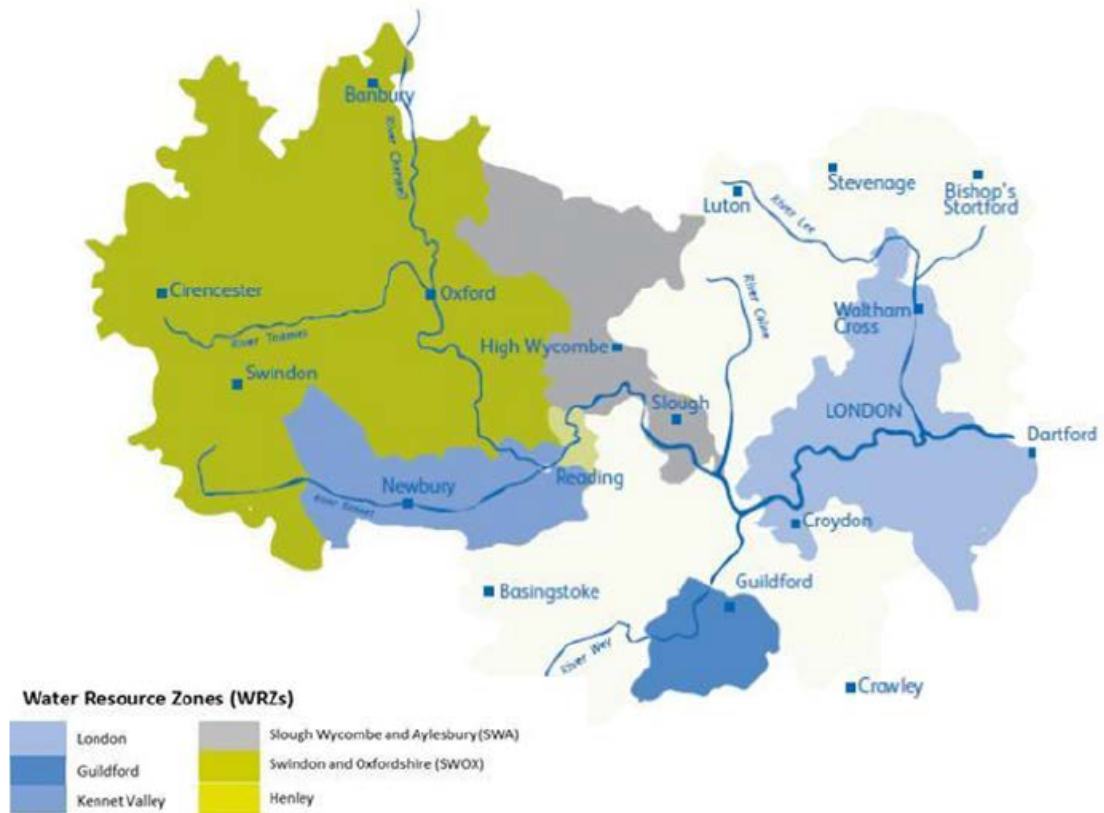 Banbury
River Cherwell
Stevenage
Bishop's
Stortford
Luton
River Lee
Cirencester
Oxford
River Colne
Waltham
Cross
River Thames
High Wycombe
Swindon
Slough
LONDON
Dartford
Newbury
Reading
River Kennet
Croydon
Basingstoke
Guildford
River Wey
Crawley
Water Resource Zones (WRZs)
London
Guildford
Kennet Valley
Slough Wycombe and Aylesbury (SWA)
Swindon and Oxfordshire (SWOX)
Henley